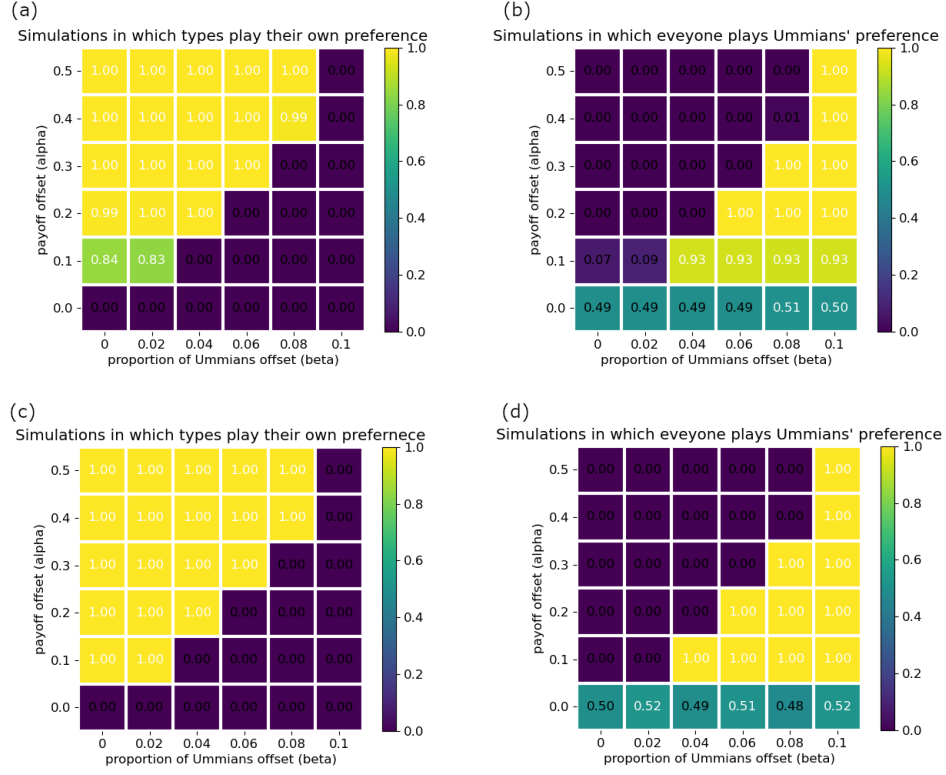 (a)
Simulations in which types play their own preference
payoff offset (alpha)
0.5 1.00 1.00 1.00 1.00 1.00 0.00
0.4 1.00 1.00 1.00 1.00 0.99 0.00
0.3 1.00 1.00 1.00 1.00 0.00 0.00
0.2 0.99 1.00 1.00 0.00 0.00 0.00
0.1 0.84 0.83 0.00 0.00 0.00 0.00
0.0 0.00 0.00 0.00 0.00 0.00 0.00
0 0.02 0.04 0.06 0.08 0.1
proportion of Ummians offset (beta)
1.0
0.8
0.6
0.4
0.2
0.0
(b)
Simulations in which eveyone plays Ummians' preference
payoff offset (alpha)
0.5 0.00 0.00 0.00 0.00 0.00 1.00
0.4 0.00 0.00 0.00 0.00 0.01 1.00
0.3 0.00 0.00 0.00 0.00 1.00 1.00
0.2 0.00 0.00 0.00 1.00 1.00 1.00
0.1 0.07 0.09 0.93 0.93 0.93 0.93
0.0 0.49 0.49 0.49 0.49 0.51 0.50
0 0.02 0.04 0.06 0.08 0.1
proportion of Ummians offset (beta)
1.0
0.8
0.6
0.4
0.2
0.0
(c)
Simulations in which types play their own prefernece
payoff offset (alpha)
0.5 1.00 1.00 1.00 1.00 1.00 0.00
0.4 1.00 1.00 1.00 1.00 1.00 0.00
0.3 1.00 1.00 1.00 1.00 0.00 0.00
0.2 1.00 1.00 1.00 0.00 0.00 0.00
0.1 1.00 1.00 0.00 0.00 0.00 0.00
0.0 0.00 0.00 0.00 0.00 0.00 0.00
0 0.02 0.04 0.06 0.08 0.1
proportion of Ummians offset (beta)
1.0
0.8
0.6
0.4
0.2
0.0
(d)
Simulations in which eveyone plays Ummians' preference
payoff offset (alpha)
0.5 0.00 0.00 0.00 0.00 0.00 1.00
0.4 0.00 0.00 0.00 0.00 0.00 1.00
0.3 0.00 0.00 0.00 0.00 1.00 1.00
0.2 0.00 0.00 0.00 1.00 1.00 1.00
0.1 0.00 0.00 1.00 1.00 1.00 1.00
0.0 0.50 0.52 0.49 0.51 0.48 0.52
0 0.02 0.04 0.06 0.08 0.1
proportion of Ummians offset (beta)
1.0
0.8
0.6
0.4
0.2
0.0